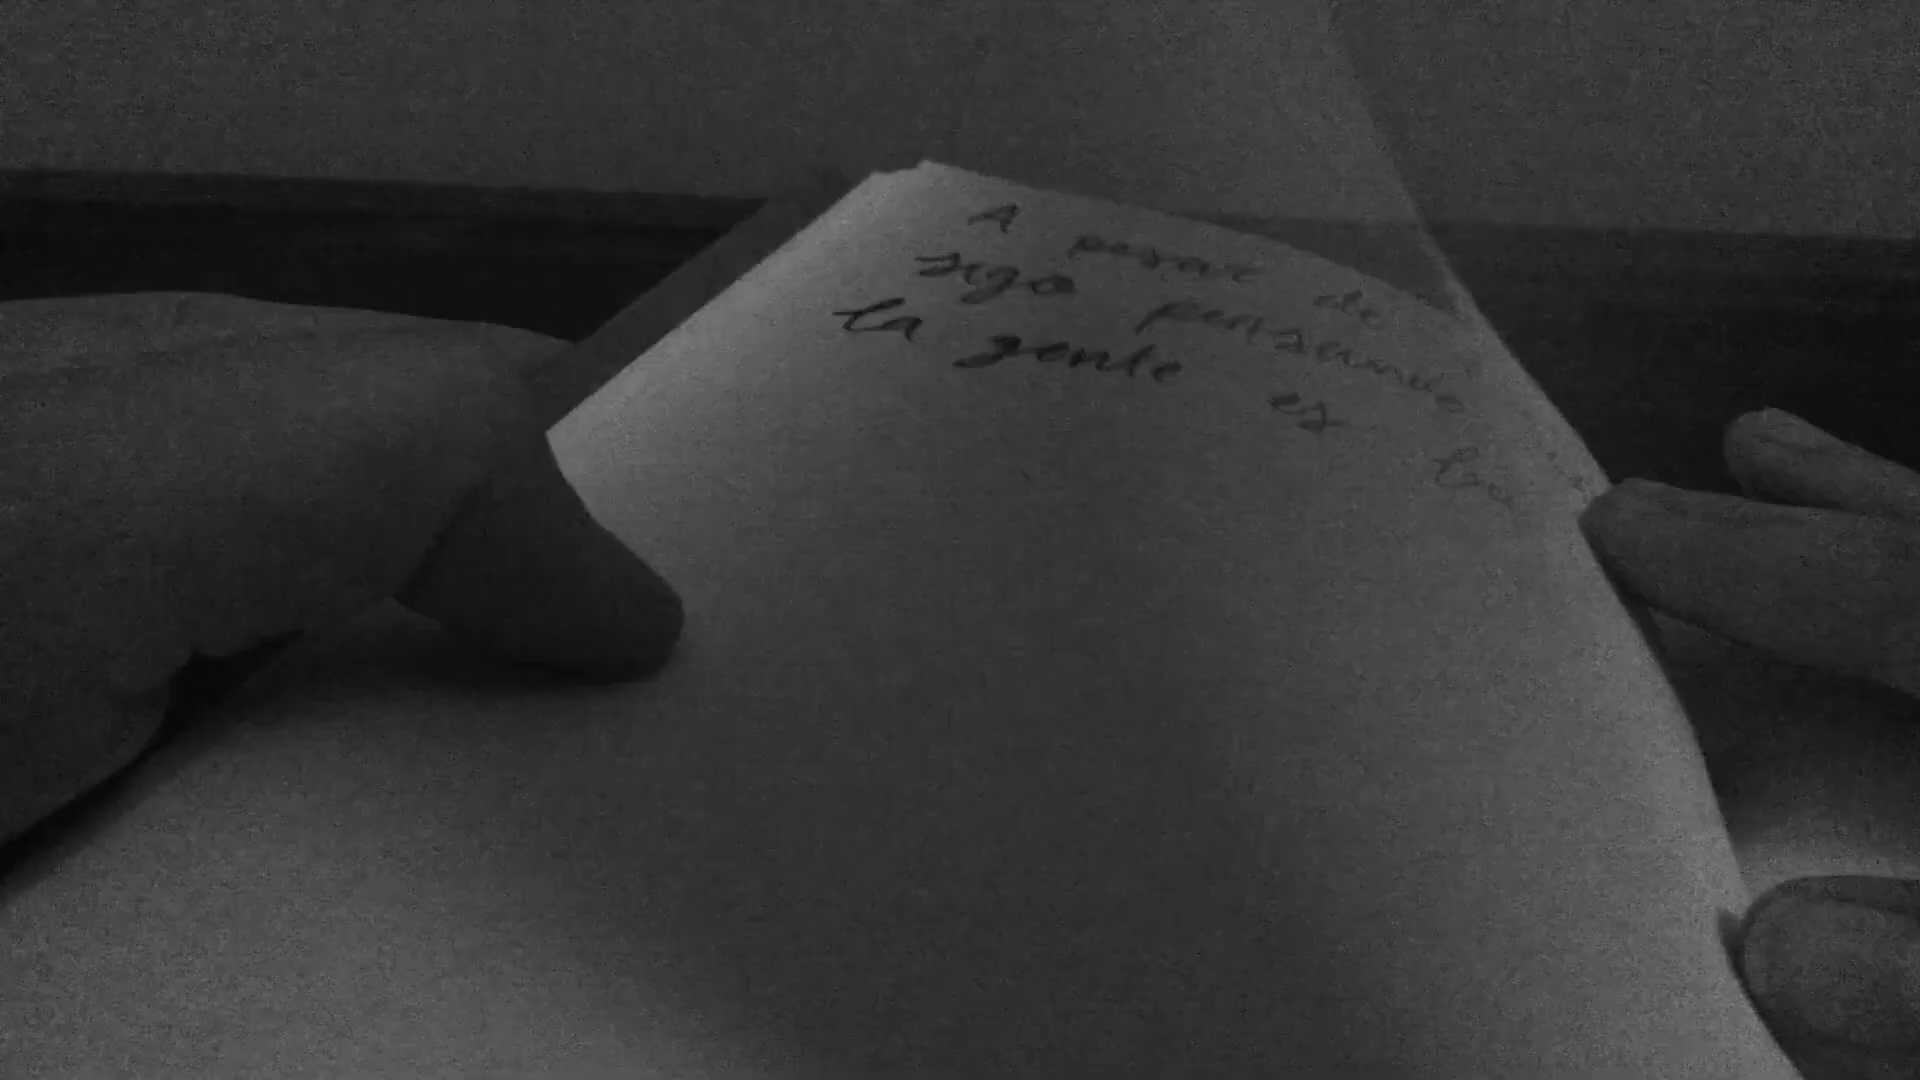 A pesar de
sigo pensando
la gente es